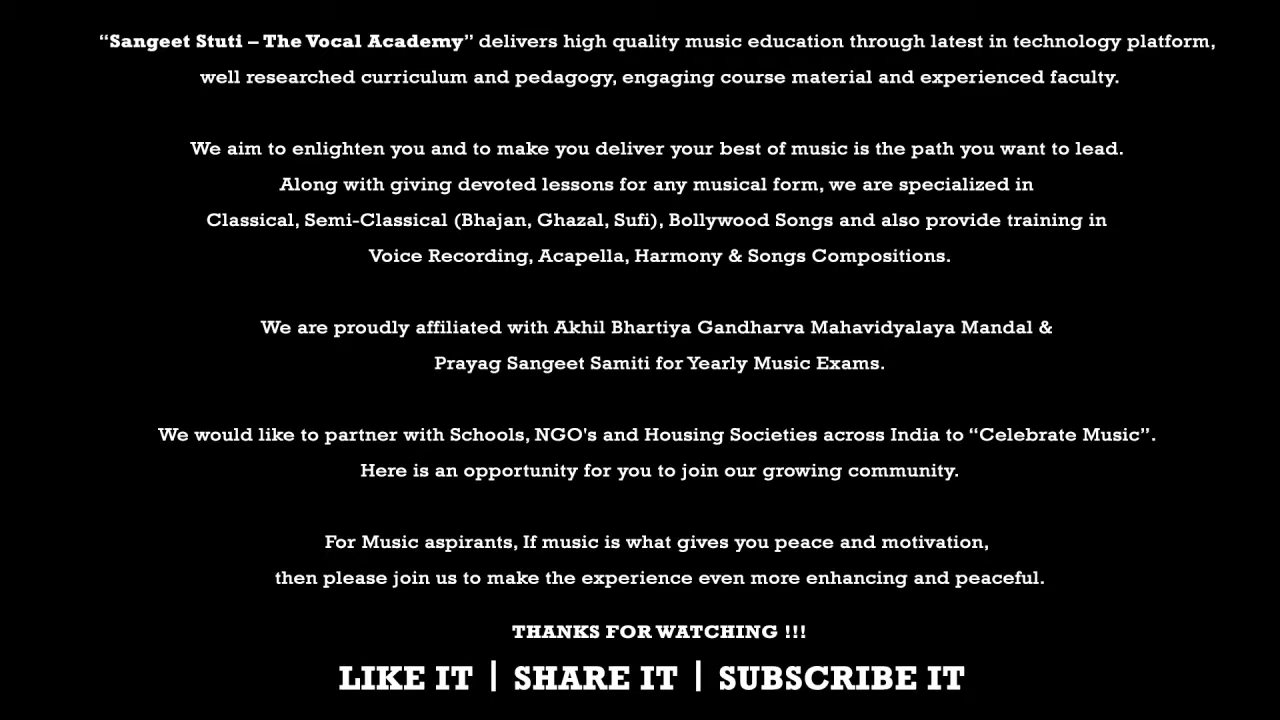 “Sangeet Stuti – The Vocal Academy” delivers high quality music education through latest in technology platform,
well researched curriculum and pedagogy, engaging course material and experienced faculty.
We aim to enlighten you and to make you deliver your best of music is the path you want to lead.
Along with giving devoted lessons for any musical form, we are specialized in
Classical, Semi-Classical (Bhajan, Ghazal, Sufi), Bollywood Songs and also provide training in
Voice Recording, Acapella, Harmony & Songs Compositions.
We are proudly affiliated with Akhil Bhartiya Gandharva Mahavidyalaya Mandal &
Prayag Sangeet Samiti for Yearly Music Exams.
We would like to partner with Schools, NGO's and Housing Societies across India to “Celebrate Music”.
Here is an opportunity for you to join our growing community.
For Music aspirants, If music is what gives you peace and motivation,
then please join us to make the experience even more enhancing and peaceful.
THANKS FOR WATCHING !!!
LIKE IT | SHARE IT | SUBSCRIBE IT